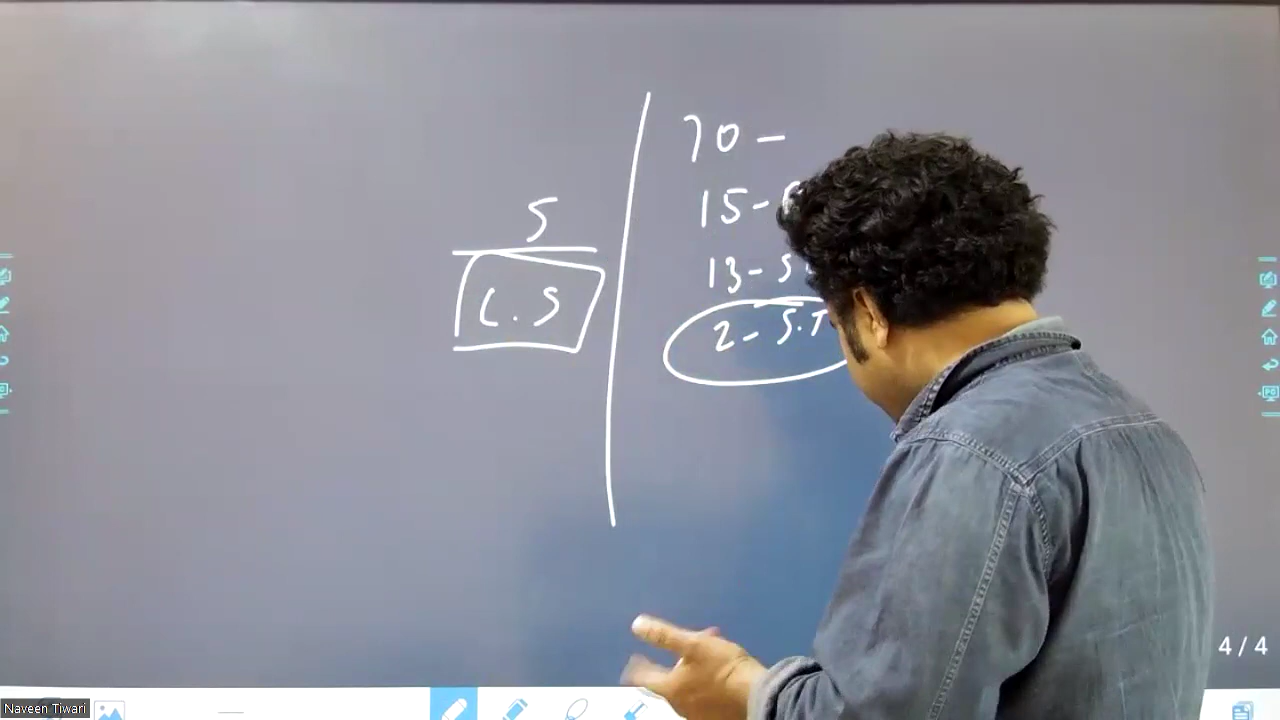 5
L.S
70 -
15 -
13 - S
2 - S.T
4 / 4
Naveen Tiwari